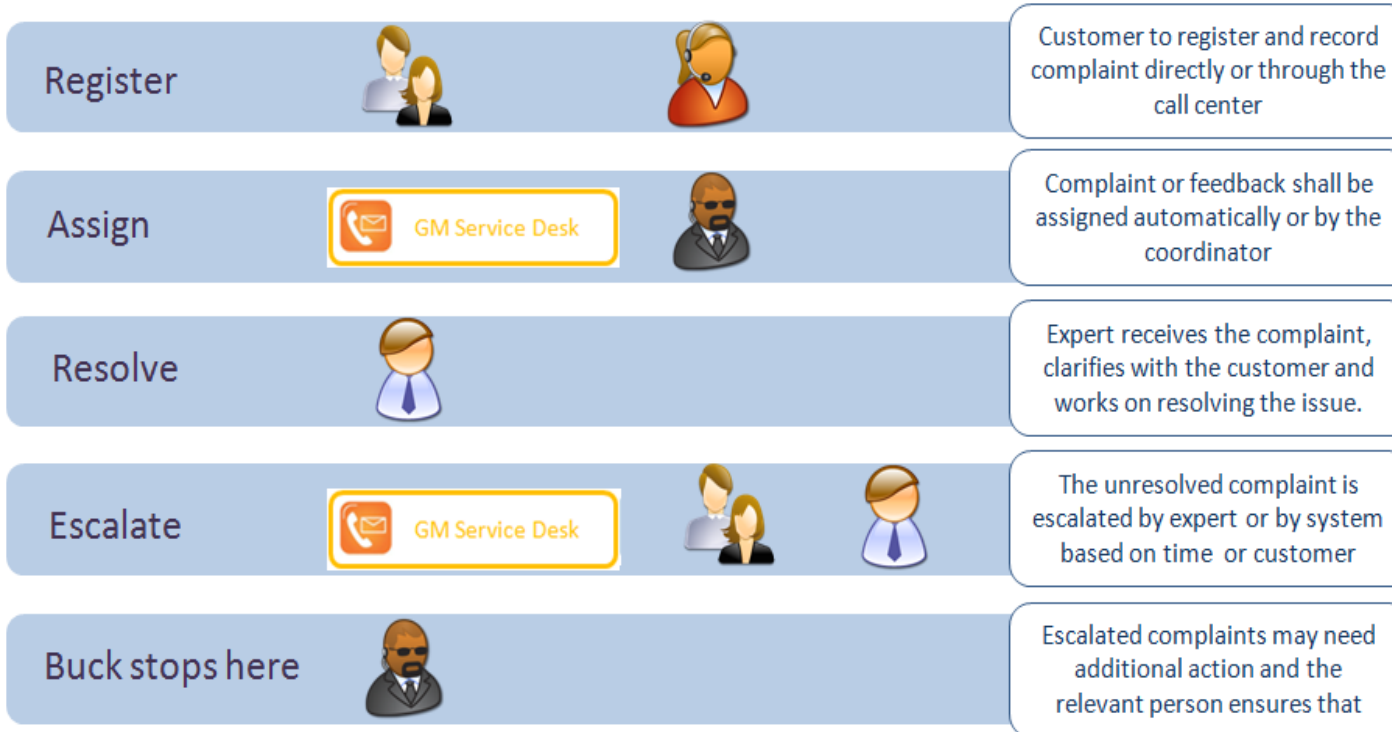 Register
Customer to register and record
complaint directly or through the
call center
Assign
GM Service Desk
Complaint or feedback shall be
assigned automatically or by the
coordinator
Resolve
Expert receives the complaint,
clarifies with the customer and
works on resolving the issue.
Escalate
GM Service Desk
The unresolved complaint is
escalated by expert or by system
based on time or customer
Buck stops here
Escalated complaints may need
additional action and the
relevant person ensures that